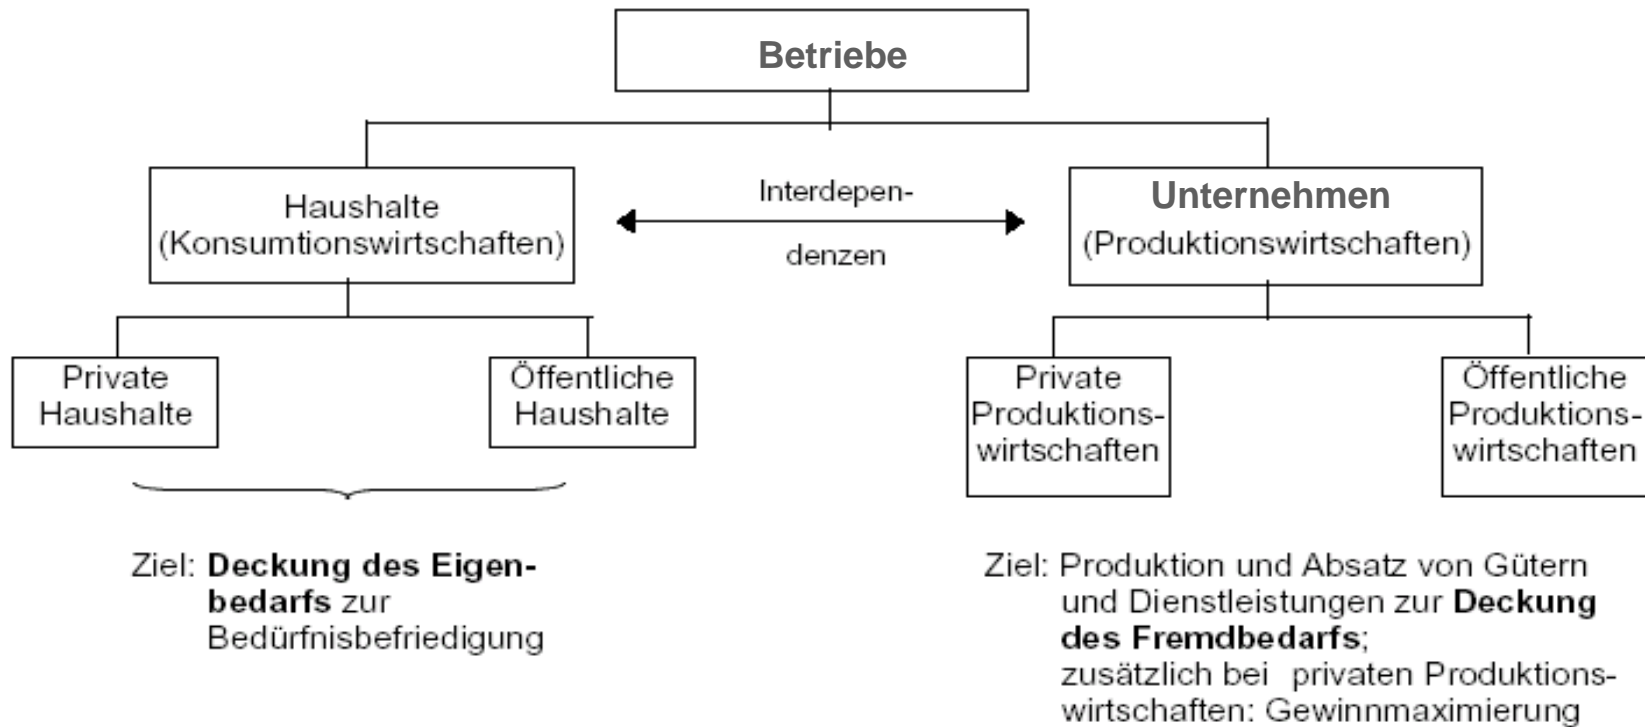 Betriebe
Haushalte
(Konsumtionswirtschaften)
Interdepen-
denzen
Unternehmen
(Produktionswirtschaften)
Private
Haushalte
Öffentliche
Haushalte
Private
Produktions-
wirtschaften
Öffentliche
Produktions-
wirtschaften
Ziel: Deckung des Eigen-
bedarfs zur
Bedürfnisbefriedigung
Ziel: Produktion und Absatz von Gütern
und Dienstleistungen zur Deckung
des Fremdbedarfs;
zusätzlich bei privaten Produktions-
wirtschaften: Gewinnmaximierung